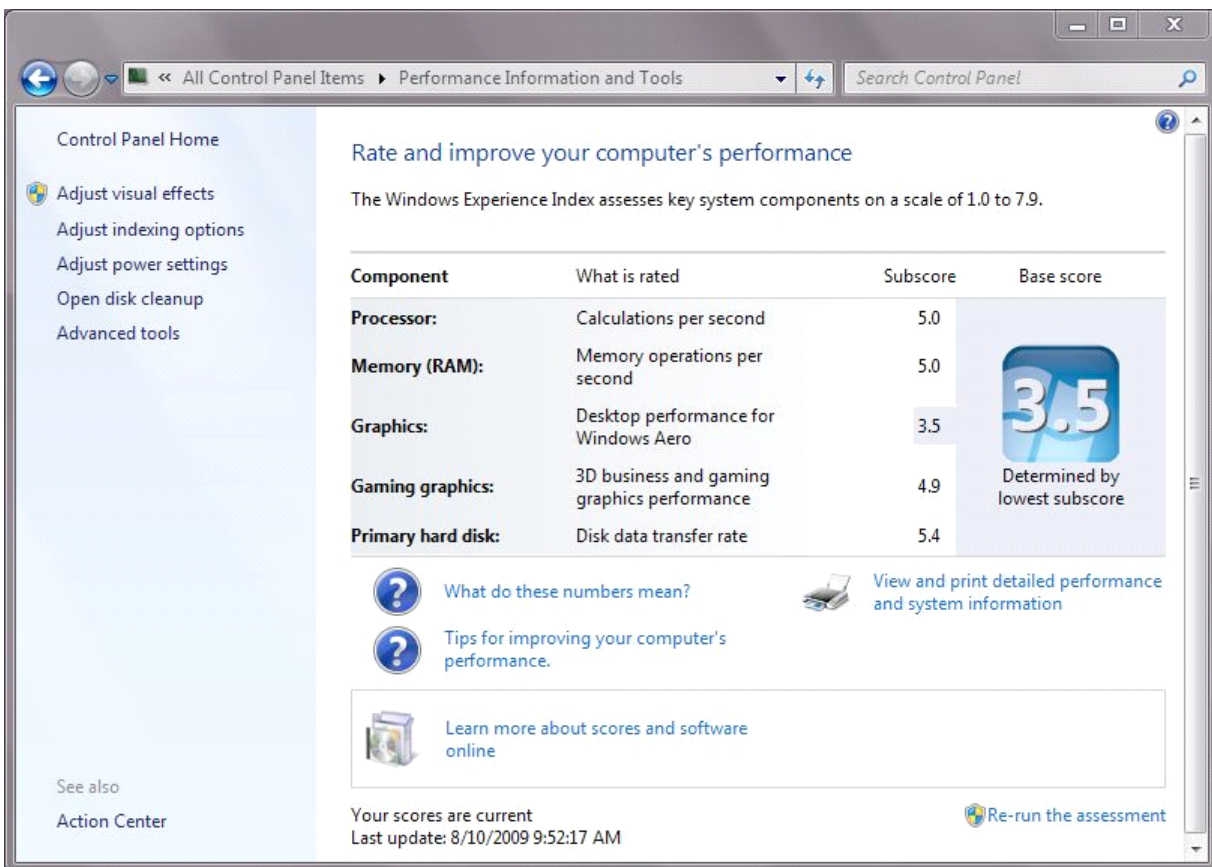 « All Control Panel Items ▸ Performance Information and Tools
Search Control Panel
Control Panel Home
Adjust visual effects
Adjust indexing options
Adjust power settings
Open disk cleanup
Advanced tools
See also
Action Center
Rate and improve your computer's performance
The Windows Experience Index assesses key system components on a scale of 1.0 to 7.9.
Component What is rated Subscore Base score
Processor: Calculations per second 5.0
Memory (RAM): Memory operations per
second 5.0
Graphics: Desktop performance for
Windows Aero 3.5
Gaming graphics: 3D business and gaming
graphics performance 4.9
Primary hard disk: Disk data transfer rate 5.4
3.5
Determined by
lowest subscore
What do these numbers mean?
View and print detailed performance
and system information
Tips for improving your computer's
performance.
Learn more about scores and software
online
Your scores are current
Last update: 8/10/2009 9:52:17 AM
Re-run the assessment